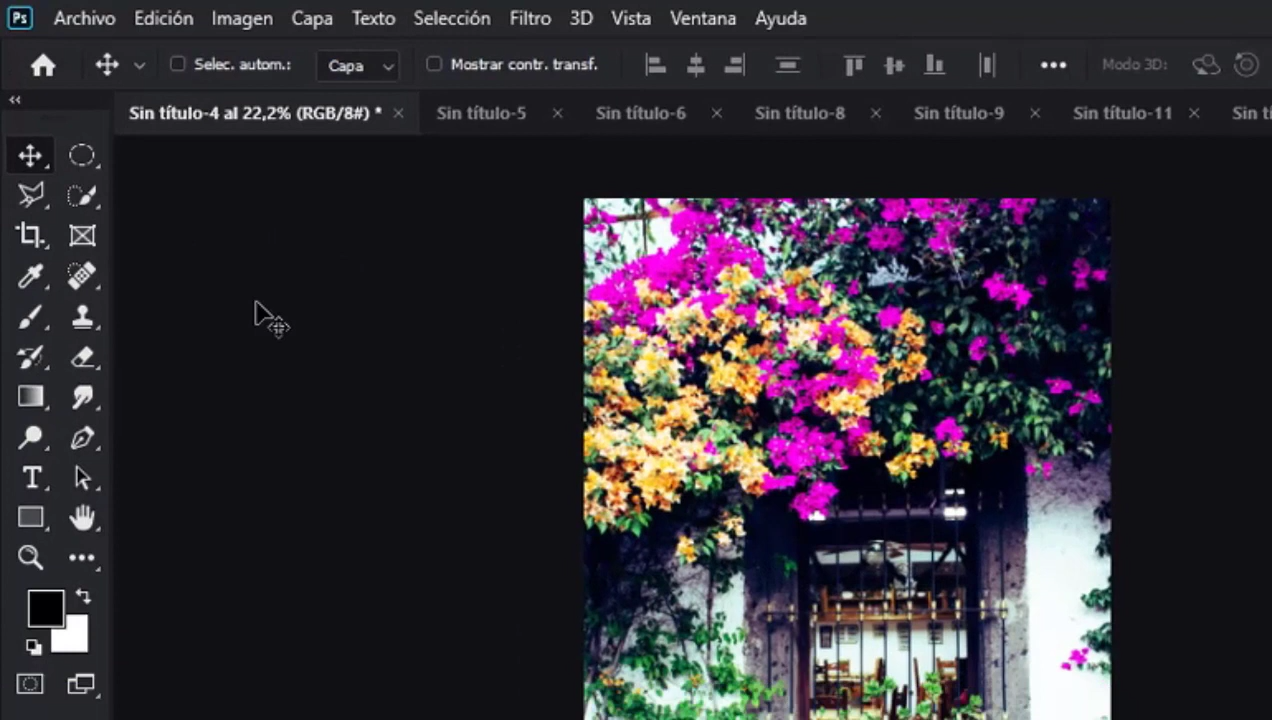 Ps Archivo Edición Imagen Capa Texto Selección Filtro 3D Vista Ventana Ayuda
Selec. autom.: Capa Mostrar contr. transf. Modo 3D:
Sin título-4 al 22,2% (RGB/8#) * Sin título-5 Sin título-6 Sin título-8 Sin título-9 Sin título-11 Sin tí
T